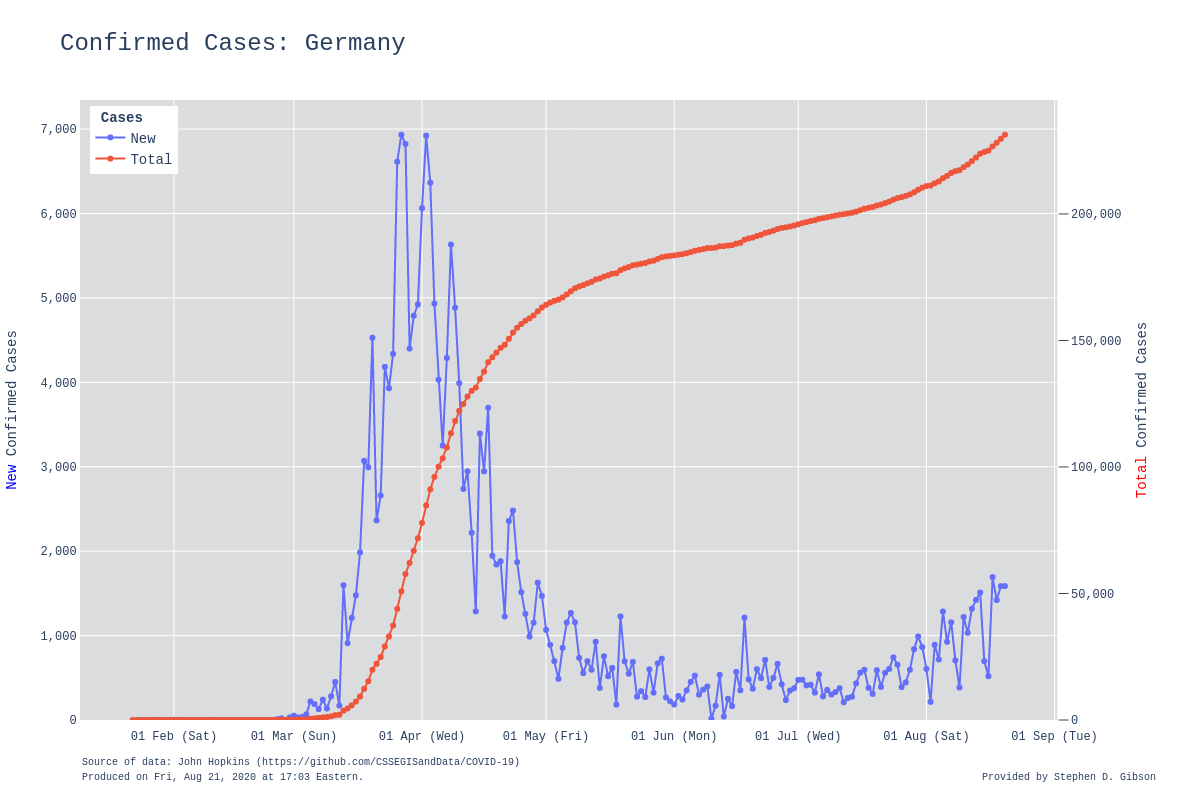 Confirmed Cases: Germany
Cases
New
Total
7,000
6,000
5,000
4,000
3,000
2,000
1,000
0
New Confirmed Cases
200,000
150,000
100,000
50,000
0
Total Confirmed Cases
01 Feb (Sat) 01 Mar (Sun) 01 Apr (Wed) 01 May (Fri) 01 Jun (Mon) 01 Jul (Wed) 01 Aug (Sat) 01 Sep (Tue)
Source of data: John Hopkins (https://github.com/CSSEGISandData/COVID-19)
Produced on Fri, Aug 21, 2020 at 17:03 Eastern.
Provided by Stephen D. Gibson